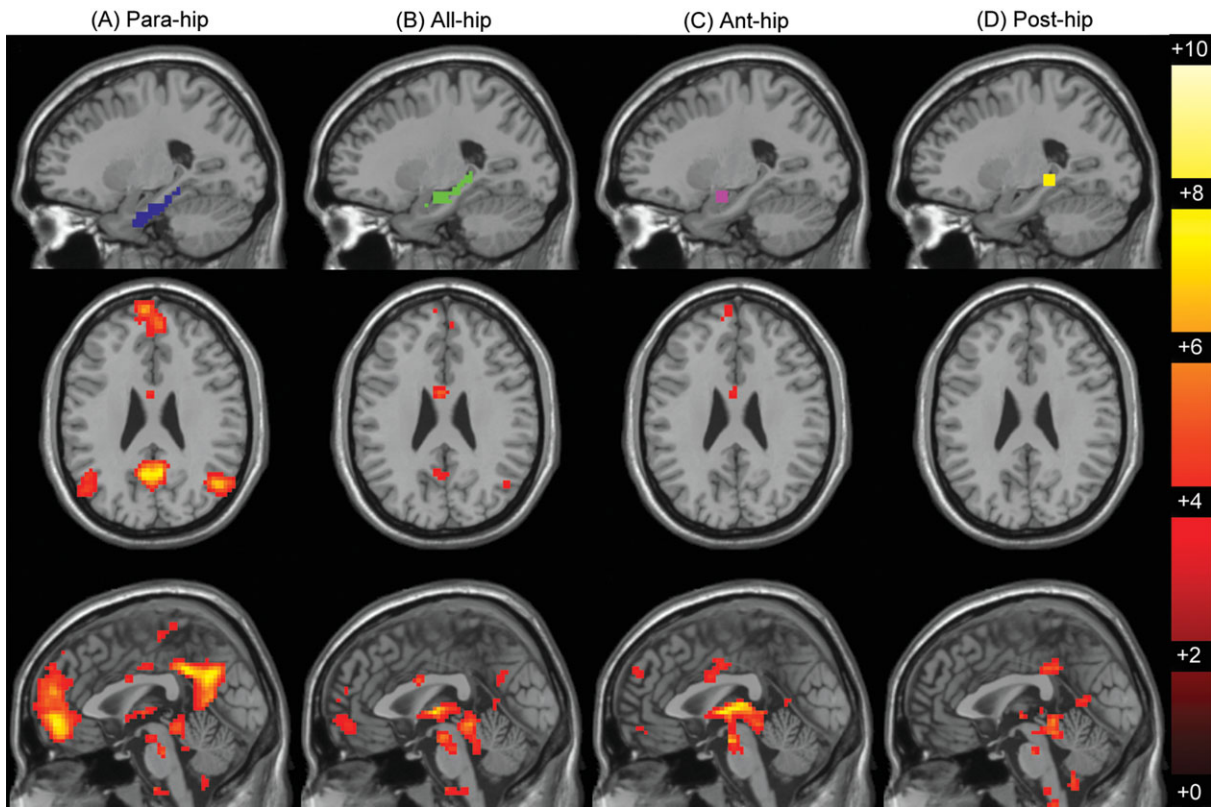 (A) Para-hip
(B) All-hip
(C) Ant-hip
(D) Post-hip
+10
+8
+6
+4
+2
+0